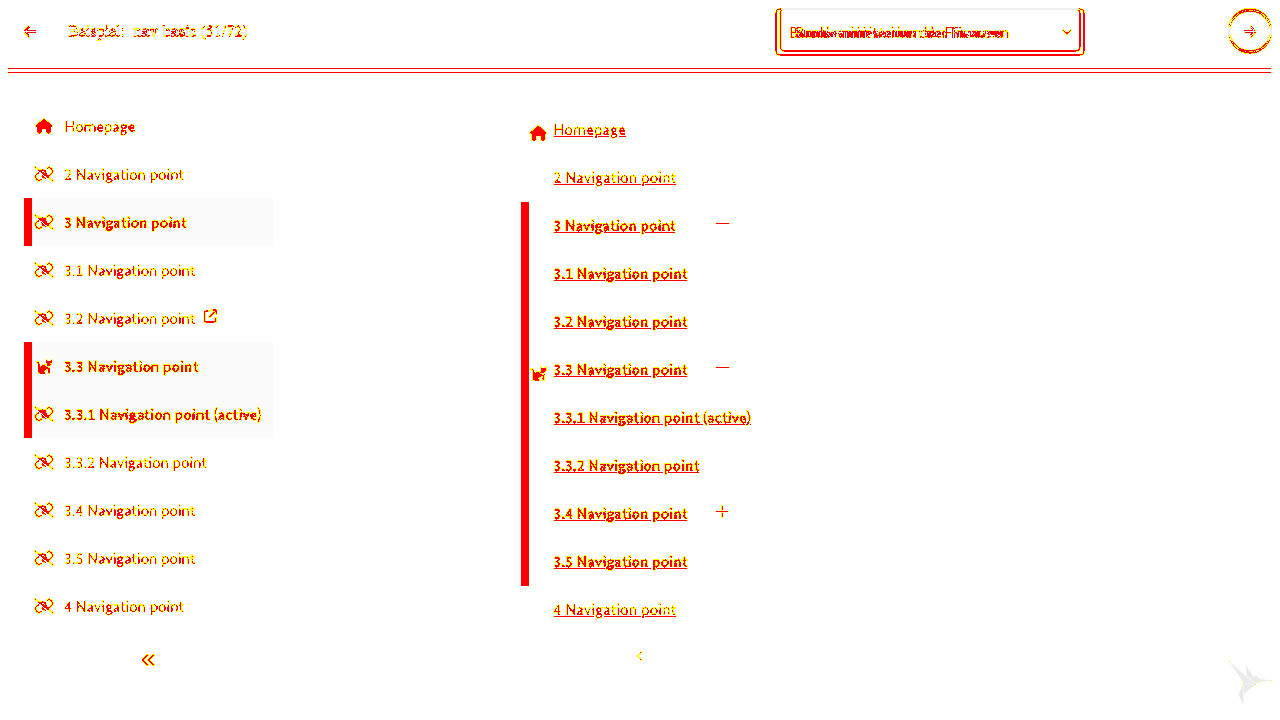 Beispiel: nav basic (51/72)
Homepage
2 Navigation point
3 Navigation point
3.1 Navigation point
3.2 Navigation point
3.3 Navigation point
3.3.1 Navigation point (active)
3.3.2 Navigation point
3.4 Navigation point
3.5 Navigation point
4 Navigation point
Homepage
2 Navigation point
3 Navigation point
3.1 Navigation point
3.2 Navigation point
3.3 Navigation point
3.3.1 Navigation point (active)
3.3.2 Navigation point
3.4 Navigation point
3.5 Navigation point
4 Navigation point